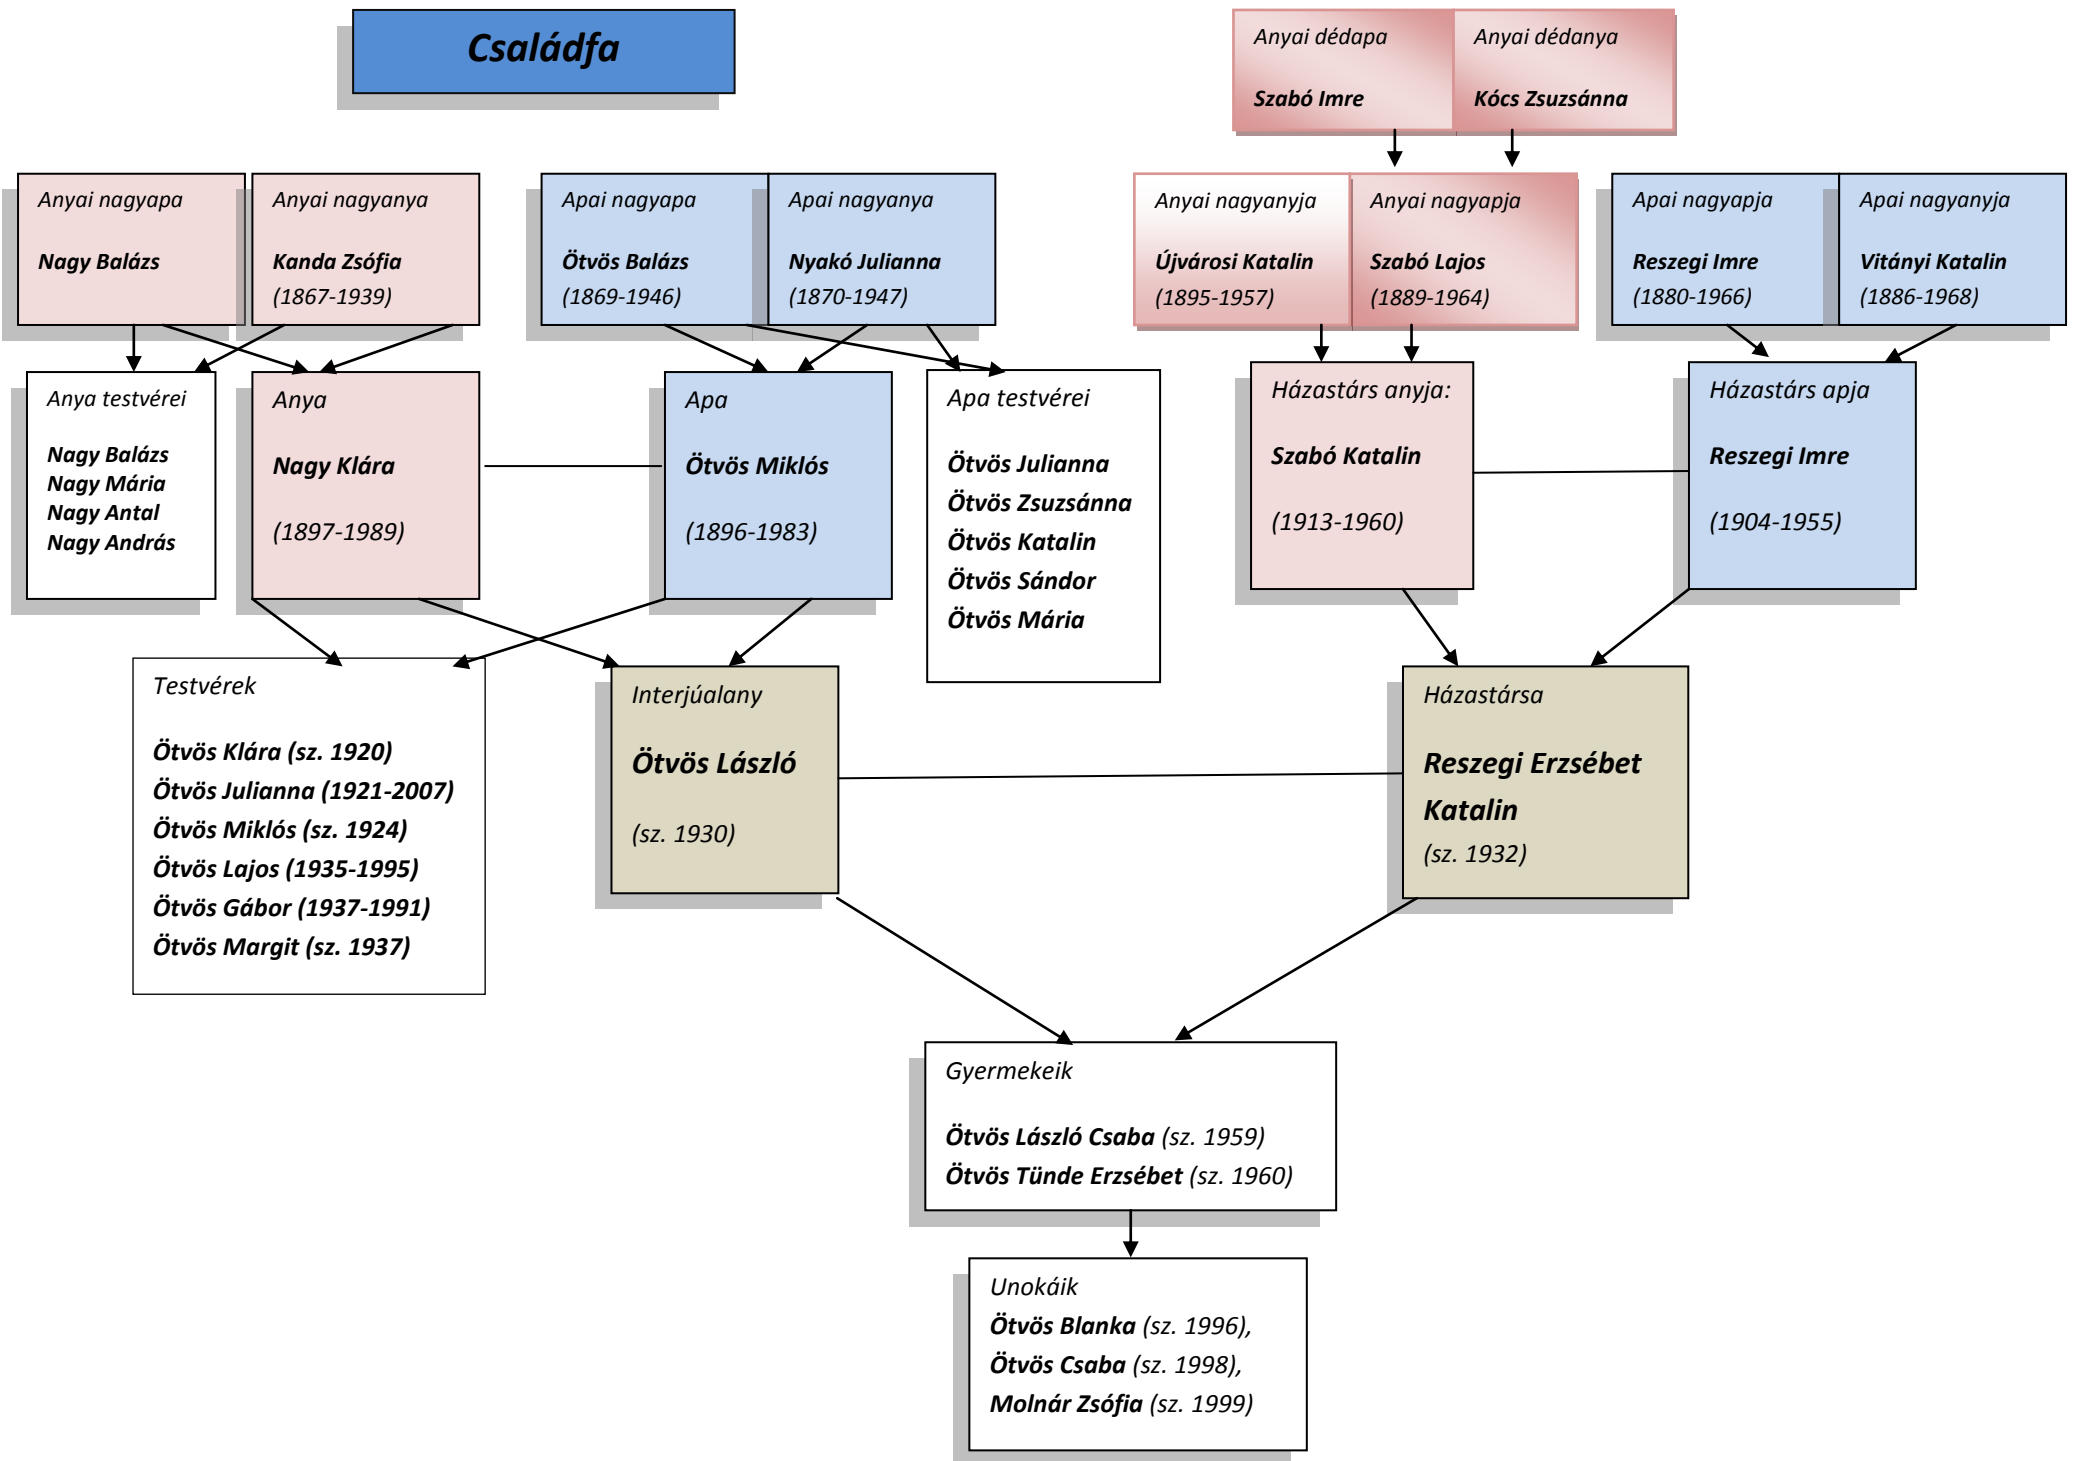 Családfa
Anyai dédapa
Szabó Imre
Anyai dédanya
Kócs Zsuzsánna
Anyai nagyapa
Nagy Balázs
Anyai nagyanya
Kanda Zsófia
(1867-1939)
Apai nagyapa
Ötvös Balázs
(1869-1946)
Apai nagyanya
Nyakó Julianna
(1870-1947)
Anyai nagyanyja
Újvárosi Katalin
(1895-1957)
Anyai nagyapja
Szabó Lajos
(1889-1964)
Apai nagyapja
Reszegi Imre
(1880-1966)
Apai nagyanyja
Vitányi Katalin
(1886-1968)
Anya testvérei
Nagy Balázs
Nagy Mária
Nagy Antal
Nagy András
Anya
Nagy Klára
(1897-1989)
Apa
Ötvös Miklós
(1896-1983)
Apa testvérei
Ötvös Julianna
Ötvös Zsuzsánna
Ötvös Katalin
Ötvös Sándor
Ötvös Mária
Házastárs anyja:
Szabó Katalin
(1913-1960)
Házastárs apja
Reszegi Imre
(1904-1955)
Testvérek
Ötvös Klára (sz. 1920)
Ötvös Julianna (1921-2007)
Ötvös Miklós (sz. 1924)
Ötvös Lajos (1935-1995)
Ötvös Gábor (1937-1991)
Ötvös Margit (sz. 1937)
Interjúalany
Ötvös László
(sz. 1930)
Házastársa
Reszegi Erzsébet
Katalin
(sz. 1932)
Gyermekeik
Ötvös László Csaba (sz. 1959)
Ötvös Tünde Erzsébet (sz. 1960)
Unokáik
Ötvös Blanka (sz. 1996),
Ötvös Csaba (sz. 1998),
Molnár Zsófia (sz. 1999)